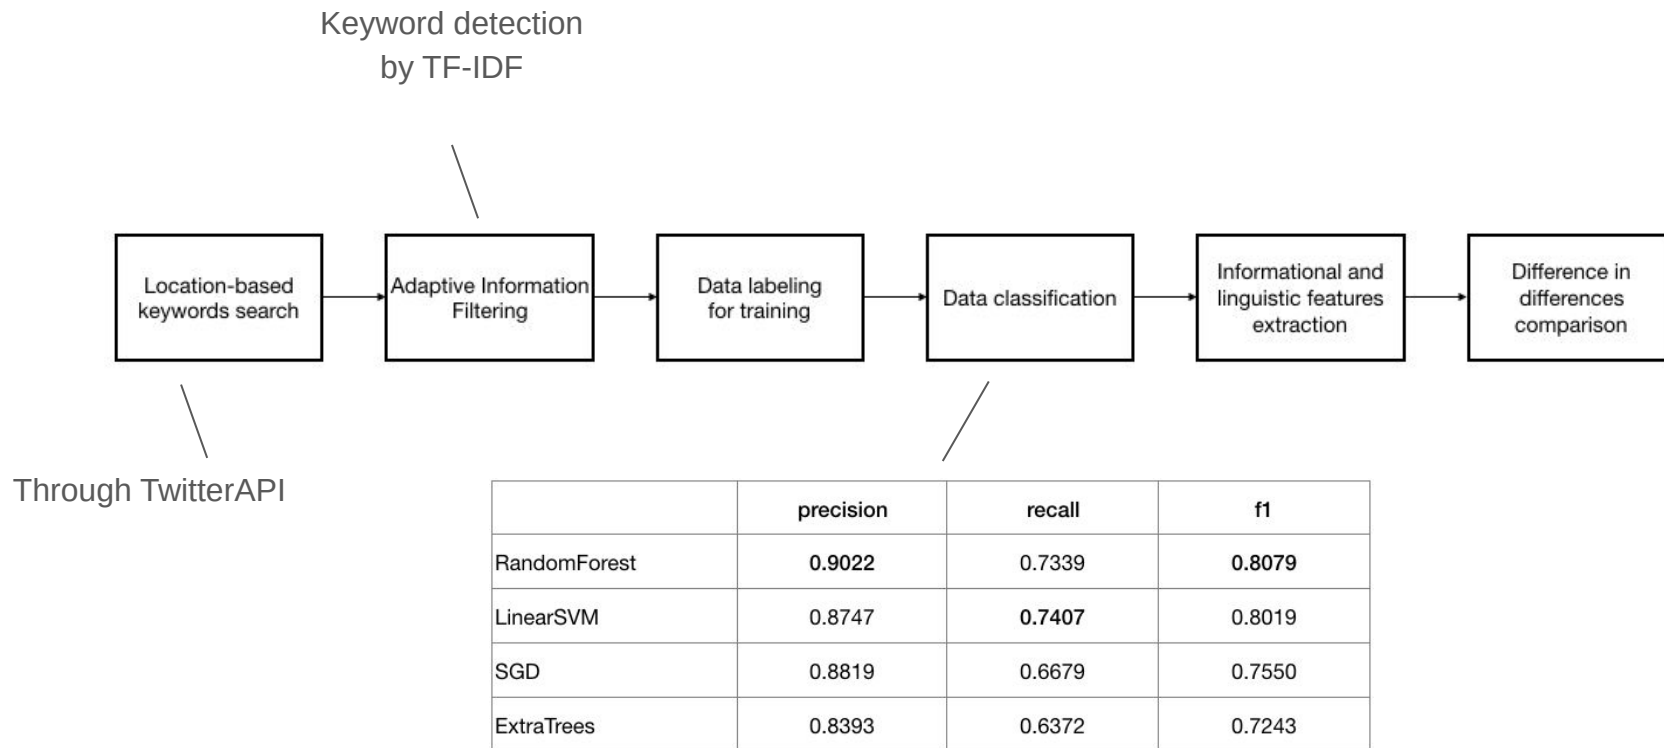 Keyword detection
by TF-IDF
Location-based
keywords search
Adaptive Information
Filtering
Data labeling
for training
Data classification
Informational and
linguistic features
extraction
Difference in
differences
comparison
Through TwitterAPI
precision recall f1
RandomForest 0.9022 0.7339 0.8079
LinearSVM 0.8747 0.7407 0.8019
SGD 0.8819 0.6679 0.7550
ExtraTrees 0.8393 0.6372 0.7243